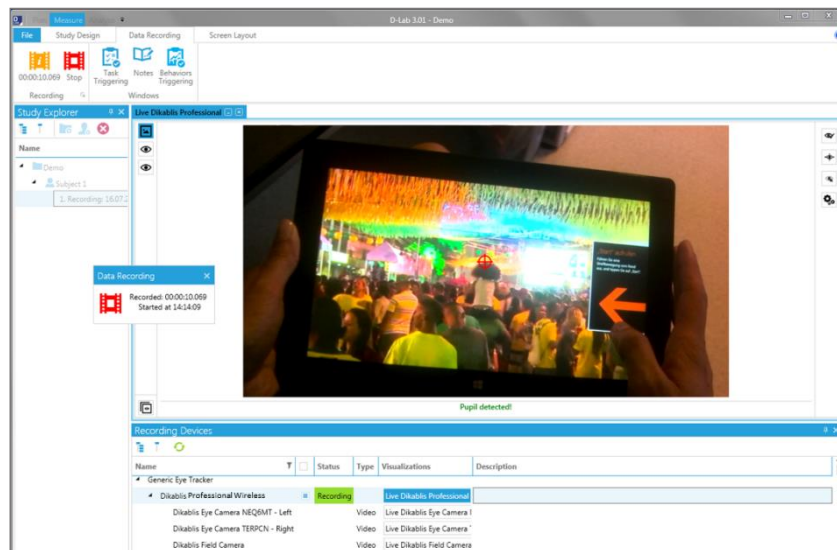 Measure
D-Lab 3.01 - Demo
File Study Design Data Recording Screen Layout
00:00:10.069 Stop Task Triggering Notes Behaviors Triggering
Recording Windows
Study Explorer
Live Dikablis Professional
Name
Demo
Subject 1
1. Recording: 16.07.2
Data Recording
Recorded: 00:00:10.069
Started at 14:14:09
Pupil detected!
Recording Devices
Name Status Type Visualizations Description
Generic Eye Tracker
Dikablis Professional Wireless Recording Live Dikablis Professional
Dikablis Eye Camera NEQ6MT - Left Video Live Dikablis Eye Camera
Dikablis Eye Camera TERPCN - Right Video Live Dikablis Eye Camera
Dikablis Field Camera Video Live Dikablis Field Camera